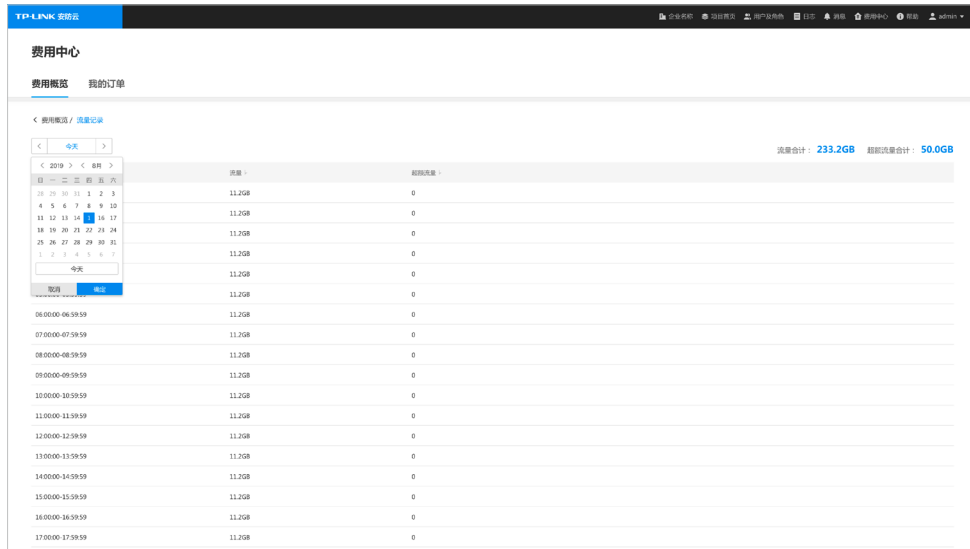 TP-LINK 安防云 企业名称 项目首页 用户及角色 日志 消息 费用中心 帮助 admin
费用中心
费用概览 我的订单
< 费用概览 / 流量记录
< 今天 >
流量合计： 233.2GB 超额流量合计： 50.0GB
< 2019 > < 8月 >
流量 超额流量
日 一 二 三 四 五 六
28 29 30 31 1 2 3
11.2GB 0
4 5 6 7 8 9 10
11 12 13 14 16 17
11.2GB 0
18 19 20 21 22 23 24
11.2GB 0
25 26 27 28 29 30 31
1 2 3 4 5 6 7
11.2GB 0
今天
11.2GB 0
取消 确定
11.2GB 0
06:00:00-06:59:59 11.2GB 0
07:00:00-07:59:59 11.2GB 0
08:00:00-08:59:59 11.2GB 0
09:00:00-09:59:59 11.2GB 0
10:00:00-10:59:59 11.2GB 0
11:00:00-11:59:59 11.2GB 0
12:00:00-12:59:59 11.2GB 0
13:00:00-13:59:59 11.2GB 0
14:00:00-14:59:59 11.2GB 0
15:00:00-15:59:59 11.2GB 0
16:00:00-16:59:59 11.2GB 0
17:00:00-17:59:59 11.2GB 0